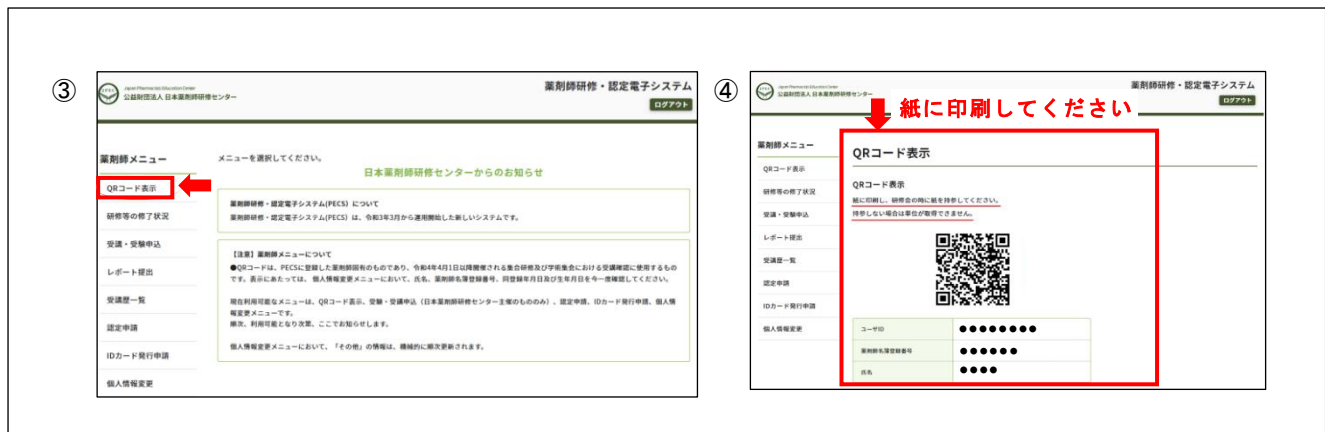 ③
Japan Pharmacists Education Center
公益財団法人 日本薬剤師研修センター
薬剤師研修・認定電子システム
ログアウト
薬剤師メニュー
QRコード表示
研修等の修了状況
受講・受験申込
レポート提出
受講歴一覧
認定申請
IDカード発行申請
個人情報変更
メニューを選択してください。
日本薬剤師研修センターからのお知らせ
薬剤師研修・認定電子システム(PECS) について
薬剤師研修・認定電子システム(PECS) は、令和3年3月から運用開始した新しいシステムです。
【注意】薬剤師メニューについて
●QRコードは、PECSに登録した薬剤師固有のものであり、令和4年4月1日以降開催される集合研修及び学術集会における受講確認に使用するもの
です。表示にあたっては、個人情報変更メニューにおいて、氏名、薬剤師名簿登録番号、同登録年月日及び生年月日を今一度確認してください。
現在利用可能なメニューは、QRコード表示、受験・受講申込（日本薬剤師研修センター主催のもののみ）、認定申請、IDカード発行申請、個人情
報変更メニューです。
順次、利用可能となり次第、ここでお知らせします。
個人情報変更メニューにおいて、「その他」の情報は、機械的に順次更新されます。
④
Japan Pharmacists Education Center
公益財団法人 日本薬剤師研修センター
薬剤師研修・認定電子システム
ログアウト
紙に印刷してください
薬剤師メニュー
QRコード表示
研修等の修了状況
受講・受験申込
レポート提出
受講歴一覧
認定申請
IDカード発行申請
個人情報変更
QRコード表示
QRコード表示
紙に印刷し、研修会の時に紙を持参してください。
持参しない場合は単位が取得できません。
ユーザID ●●●●●●●●
薬剤師名簿登録番号 ●●●●●●
氏名 ●●●●